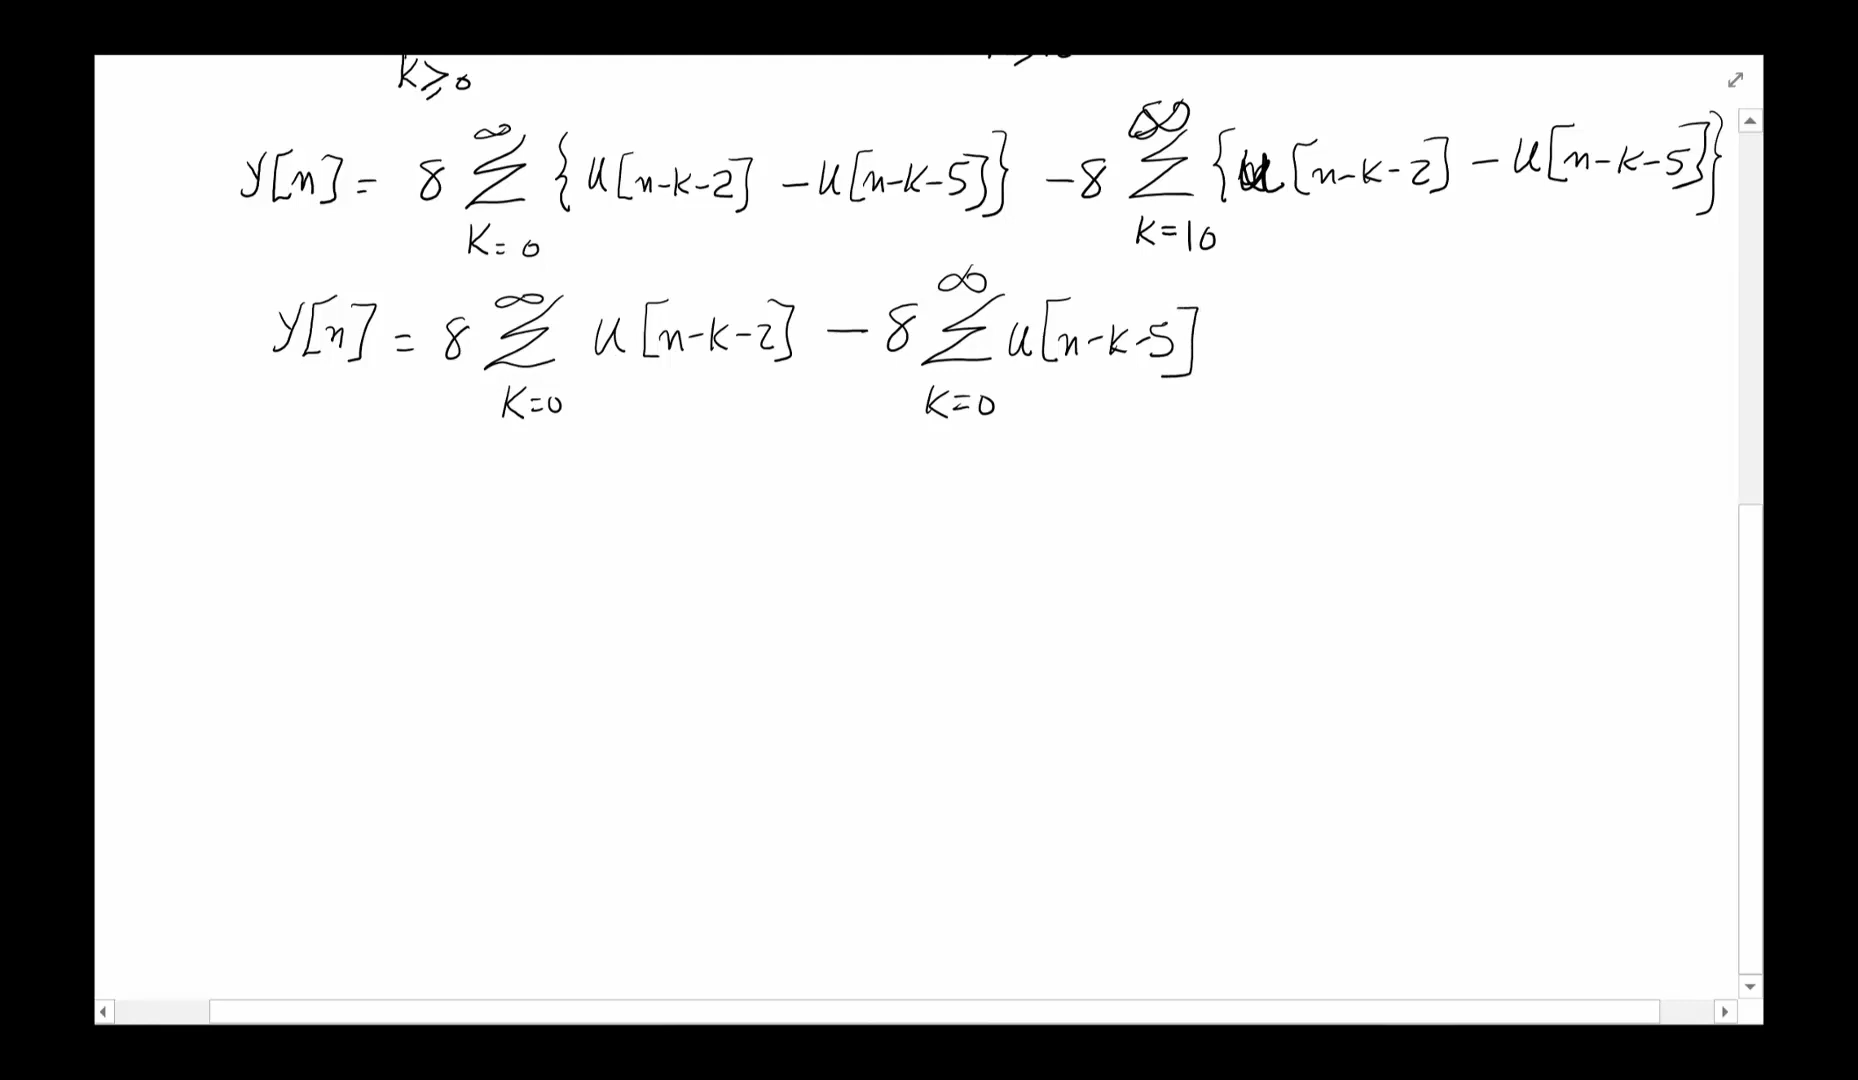 K⩾0
y[n] = 8 ∑_{K=0}^{∞} {u[n-k-2] - u[n-k-5]} - 8 ∑_{k=10}^{∞} {u[n-k-2] - u[n-k-5]}
y[n] = 8 ∑_{K=0}^{∞} u[n-k-2] - 8 ∑_{k=0}^{∞} u[n-k-5]